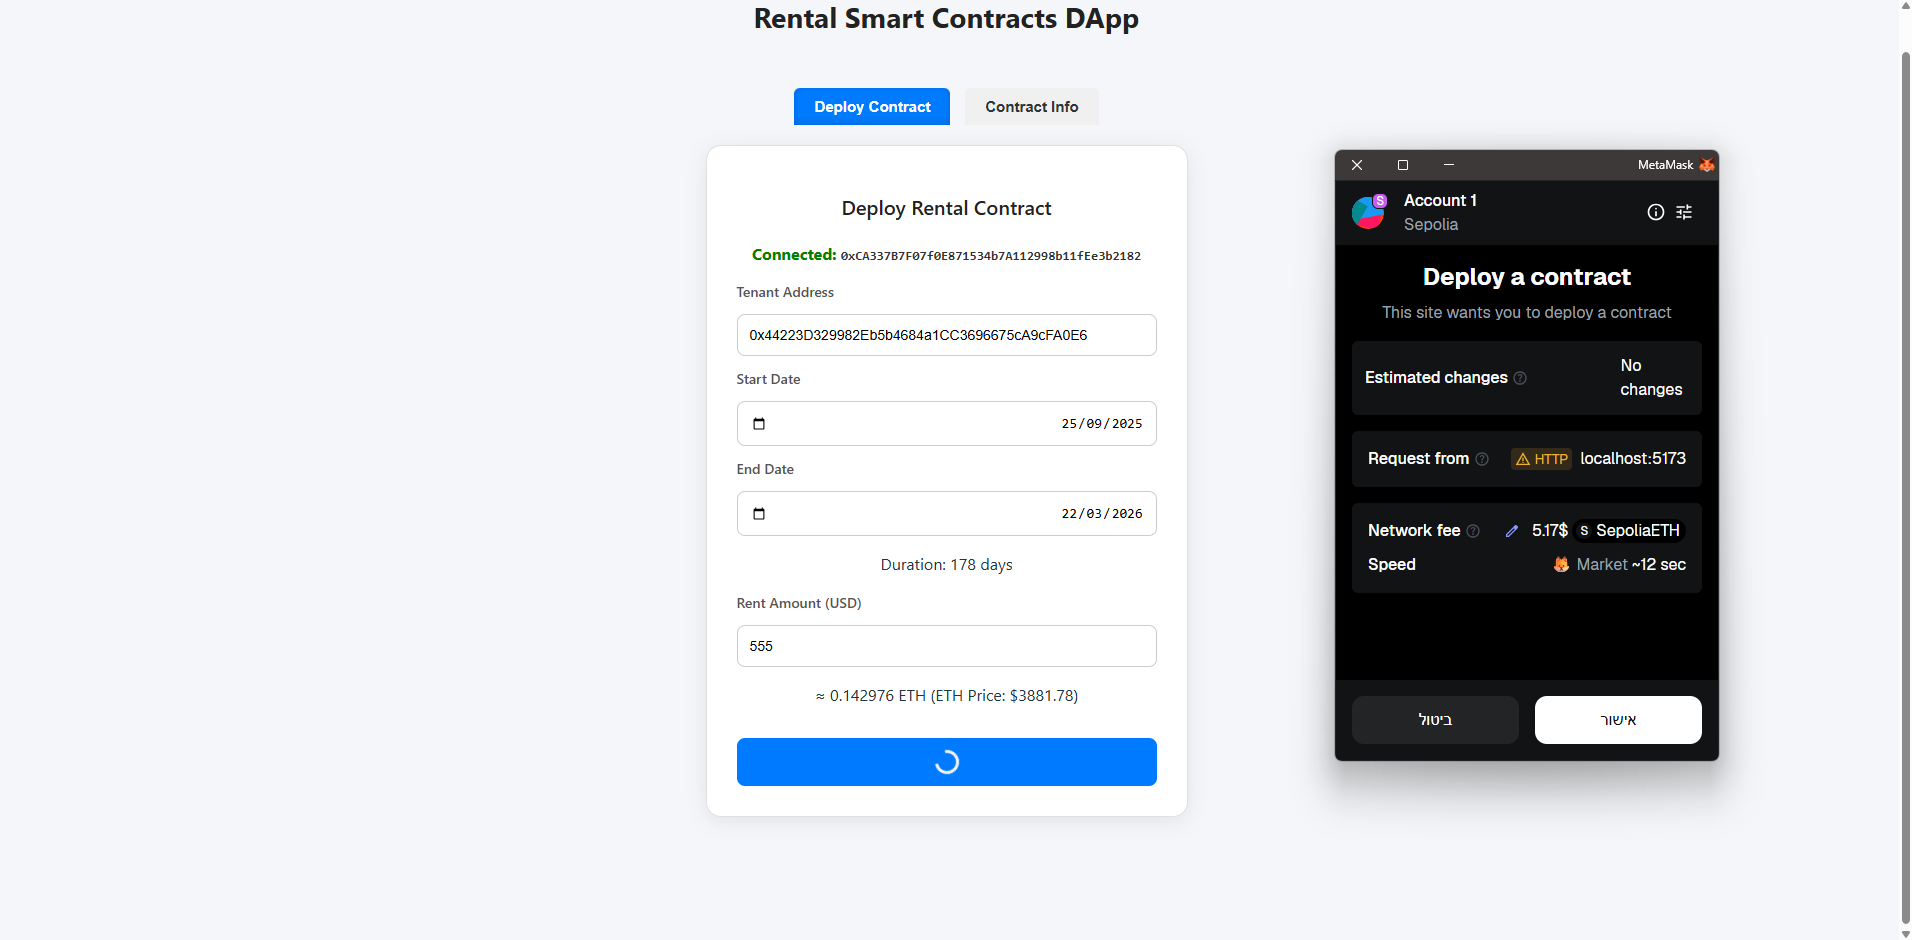 Rental Smart Contracts DApp
Deploy Contract
Contract Info
Deploy Rental Contract
Connected: 0xCA337B7F07f0E871534b7A112998b11fEe3b2182
Tenant Address
0x44223D329982Eb5b4684a1CC3696675cA9cFA0E6
Start Date
25/09/2025
End Date
22/03/2026
Duration: 178 days
Rent Amount (USD)
555
≈ 0.142976 ETH (ETH Price: $3881.78)
MetaMask
S
Account 1
Sepolia
Deploy a contract
This site wants you to deploy a contract
Estimated changes
No
changes
Request from HTTP localhost:5173
Network fee 5.17$ S SepoliaETH
Speed Market ~12 sec
ביטול
אישור